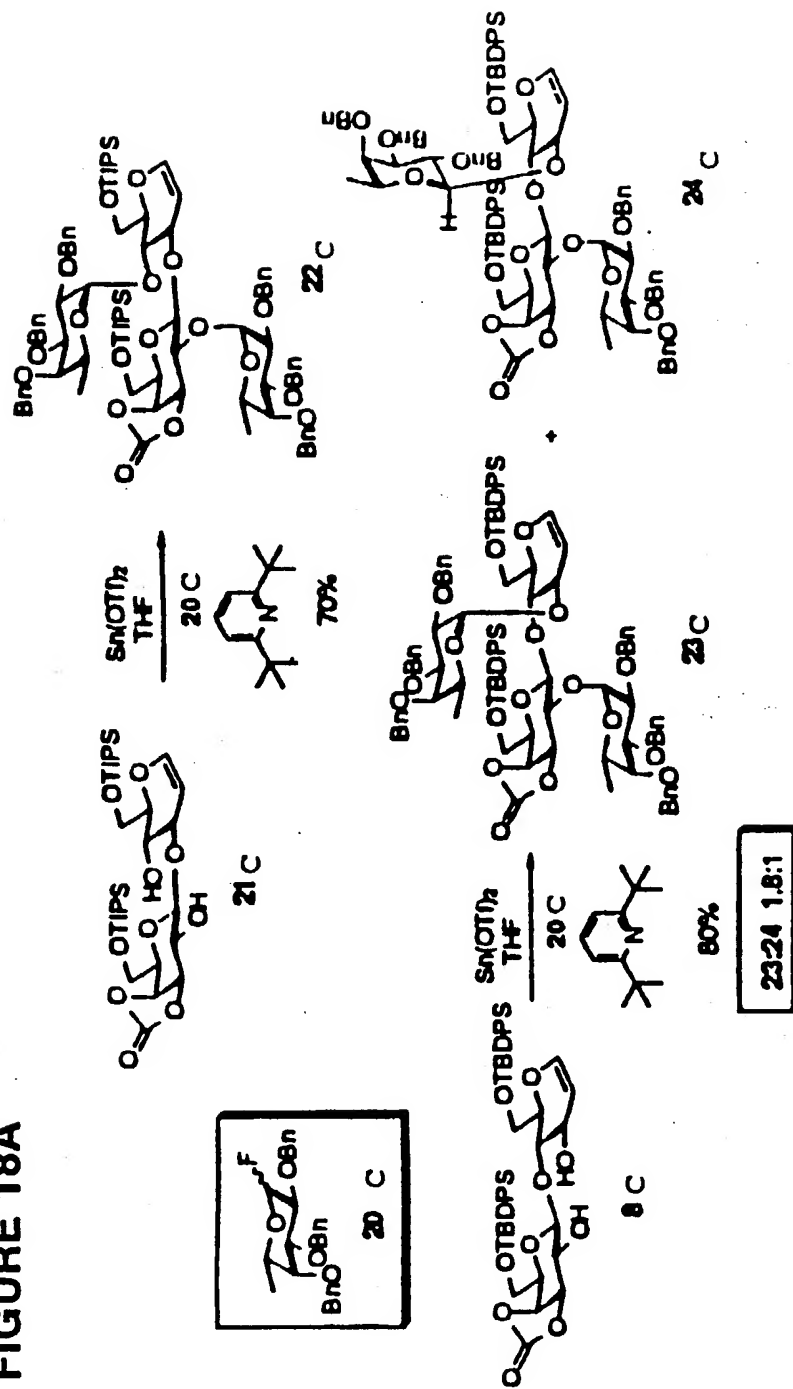 FIGURE 18A
OTIPS
OTIPS
O
O
O
HO
O
O
O
OH
21 C
Sn(OTf)₂
THF
20 C
N
70%
BnO
OBn
OBn
O
OTIPS
OTIPS
O
O
O
O
O
O
O
O
O
OBn
OBn
BnO
22 C
F
O
OBn
OBn
BnO
20 C
OTBDPS
OTBDPS
O
O
O
O
O
O
HO
OH
8 C
Sn(OTf)₂
THF
20 C
N
80%
23:24 1.8:1
BnO
OBn
OBn
O
OTBDPS
OTBDPS
O
O
O
O
O
O
O
O
O
OBn
OBn
BnO
23 C
+
OBn
OBn
OBn
O
H
OTBDPS
OTBDPS
O
O
O
O
O
O
O
O
O
OBn
OBn
BnO
24 C